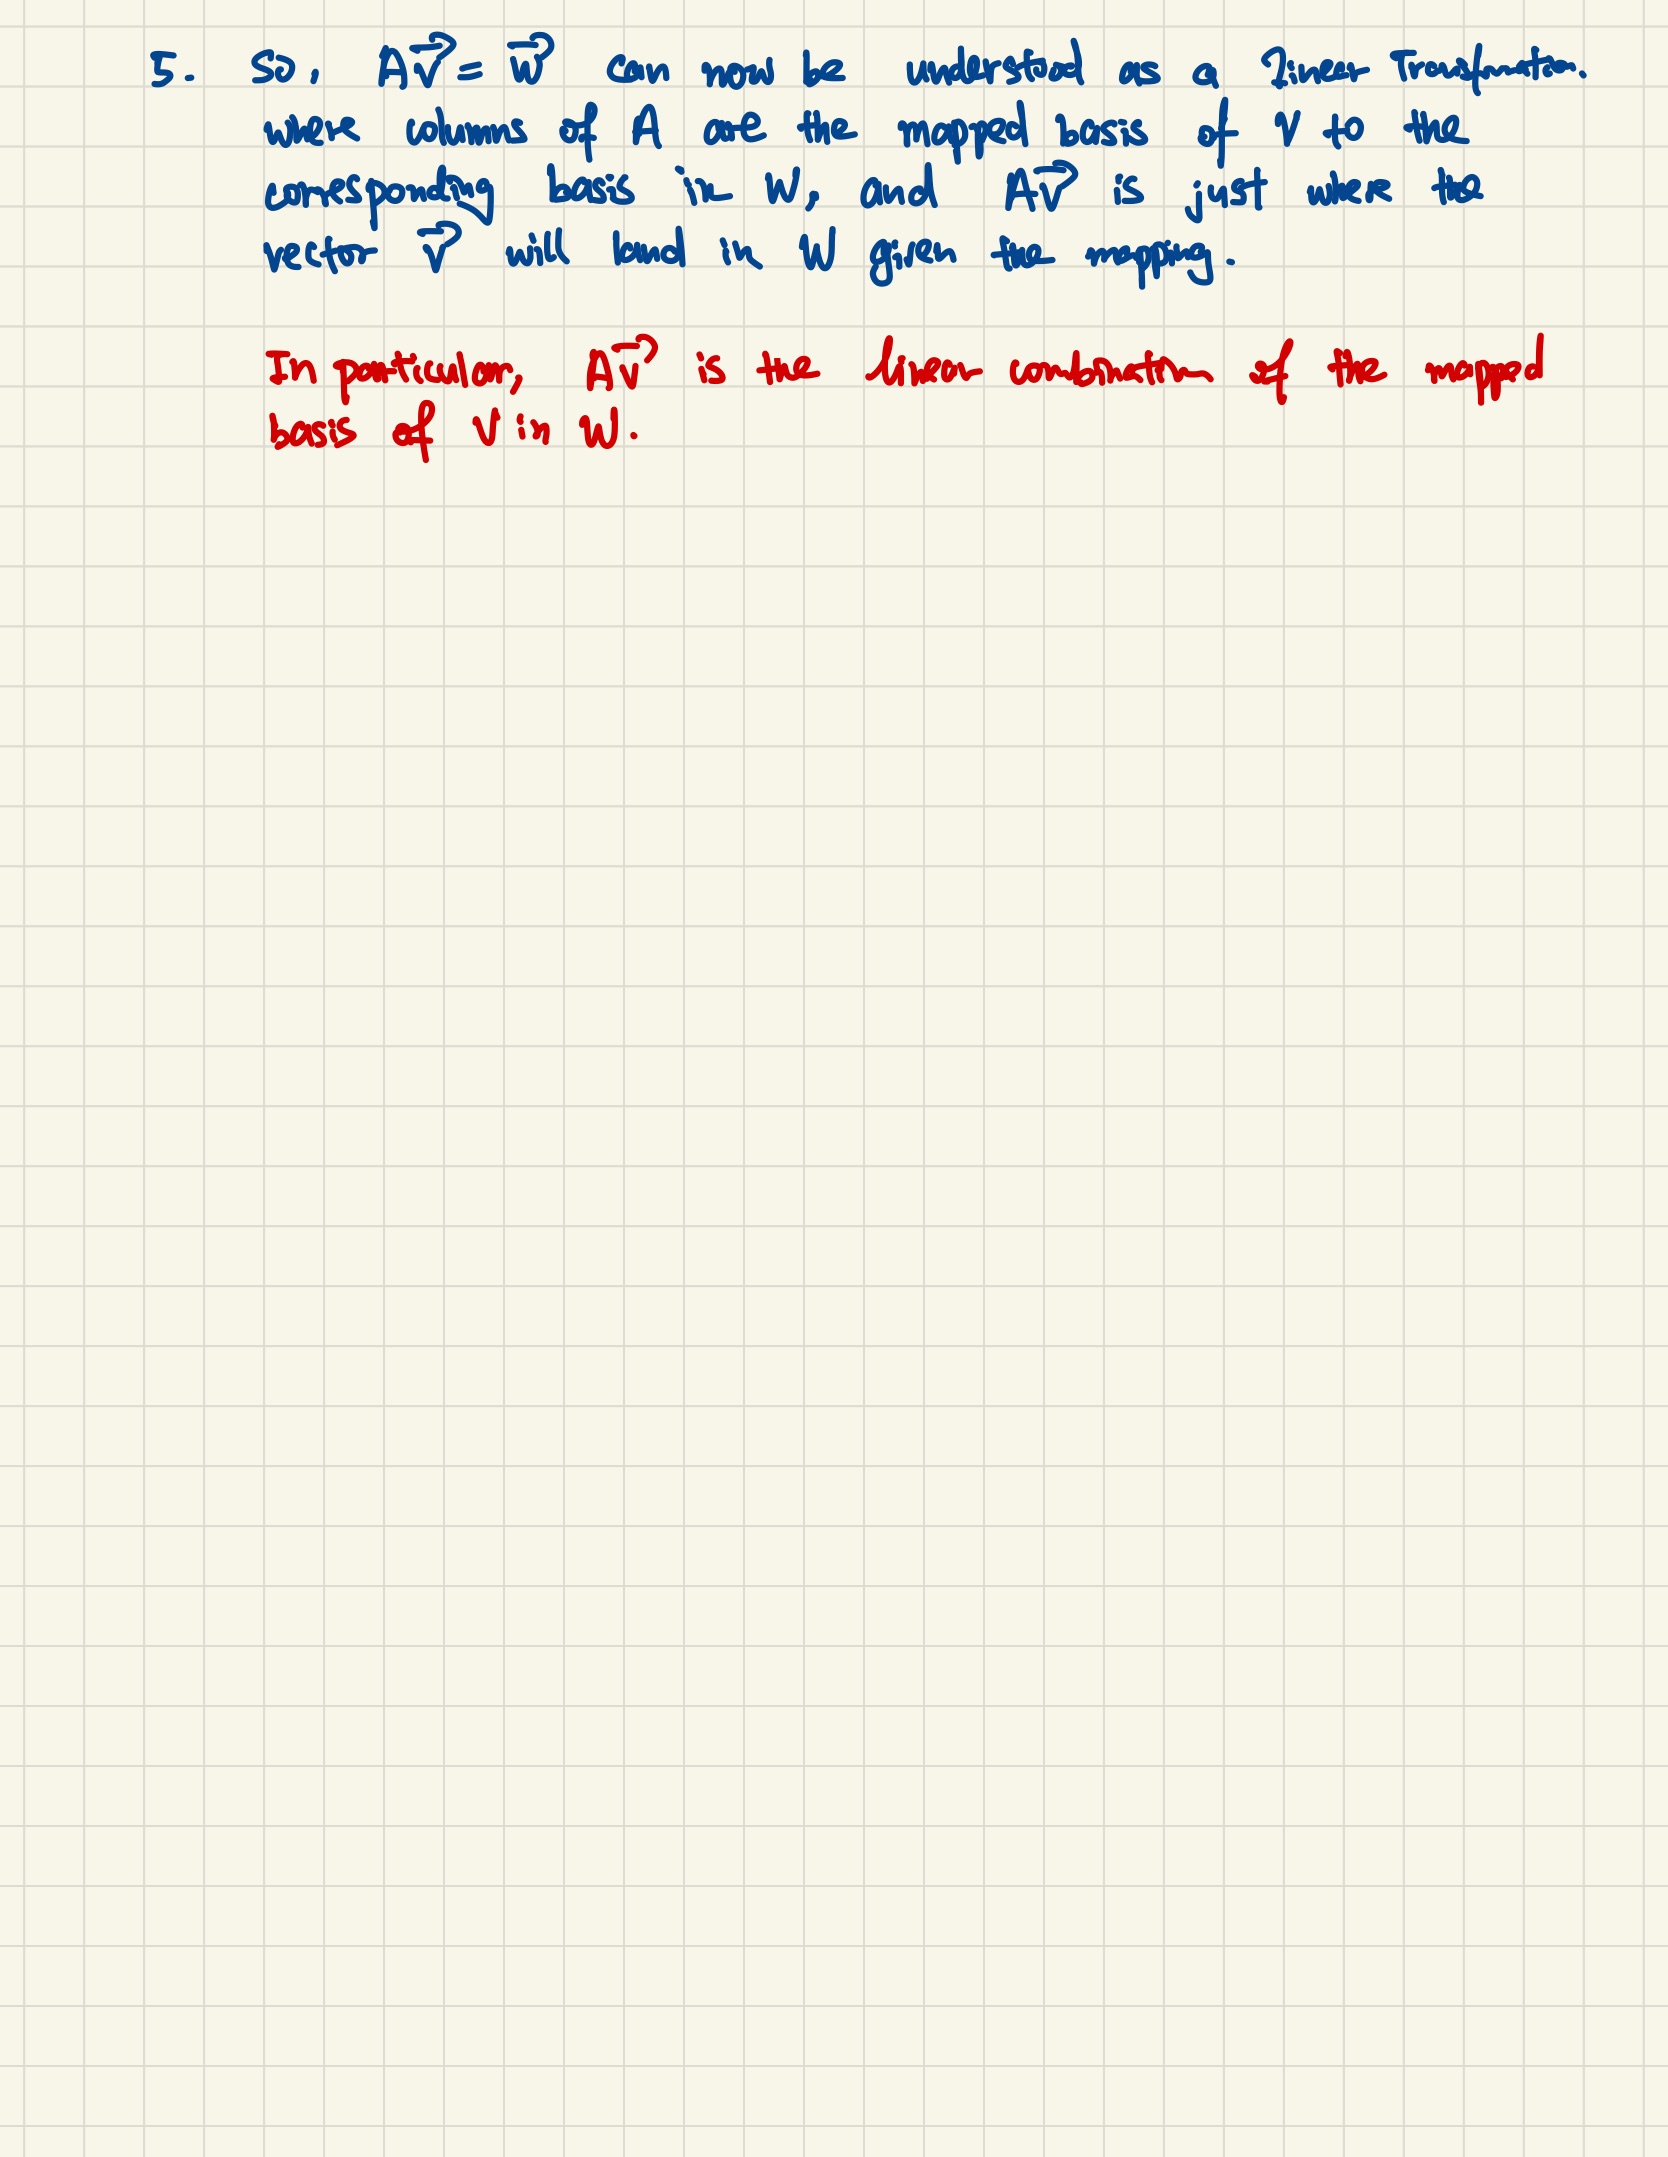 5. So, A\vec{v} = \vec{w} can now be understood as a Linear Transformation.
where columns of A are the mapped basis of V to the
corresponding basis in W, and A\vec{v} is just where the
vector \vec{v} will land in W given the mapping.
In particular, A\vec{v} is the linear combination of the mapped
basis of V in W.